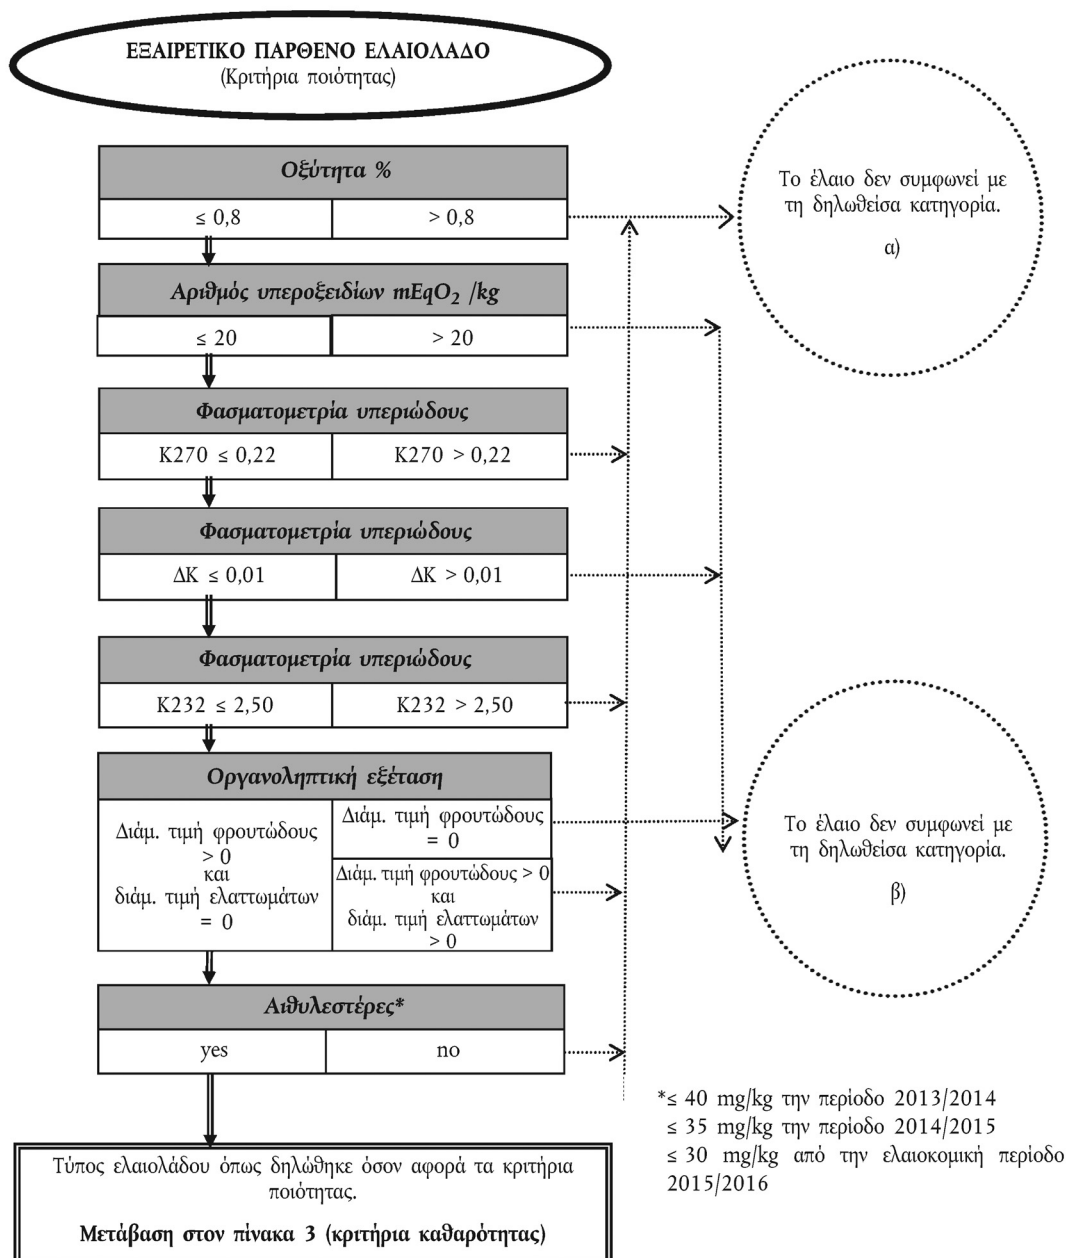 ΕΞΑΙΡΕΤΙΚΟ ΠΑΡΘΕΝΟ ΕΛΑΙΟΛΑΔΟ
(Κριτήρια ποιότητας)
Οξύτητα %
≤ 0,8
> 0,8
Αριθμός υπεροξειδίων mEqO₂ /kg
≤ 20
> 20
Φασματομετρία υπεριώδους
K270 ≤ 0,22
K270 > 0,22
Φασματομετρία υπεριώδους
ΔK ≤ 0,01
ΔK > 0,01
Φασματομετρία υπεριώδους
K232 ≤ 2,50
K232 > 2,50
Οργανοληπτική εξέταση
Διάμ. τιμή φρουτώδους
> 0
και
διάμ. τιμή ελαττωμάτων
= 0
Διάμ. τιμή φρουτώδους
= 0
Διάμ. τιμή φρουτώδους > 0
και
διάμ. τιμή ελαττωμάτων
> 0
Αιθυλεστέρες*
yes
no
Τύπος ελαιολάδου όπως δηλώθηκε όσον αφορά τα κριτήρια
ποιότητας.
Μετάβαση στον πίνακα 3 (κριτήρια καθαρότητας)
Το έλαιο δεν συμφωνεί με
τη δηλωθείσα κατηγορία.
α)
Το έλαιο δεν συμφωνεί με
τη δηλωθείσα κατηγορία.
β)
*≤ 40 mg/kg την περίοδο 2013/2014
≤ 35 mg/kg την περίοδο 2014/2015
≤ 30 mg/kg από την ελαιοκομική περίοδο
2015/2016